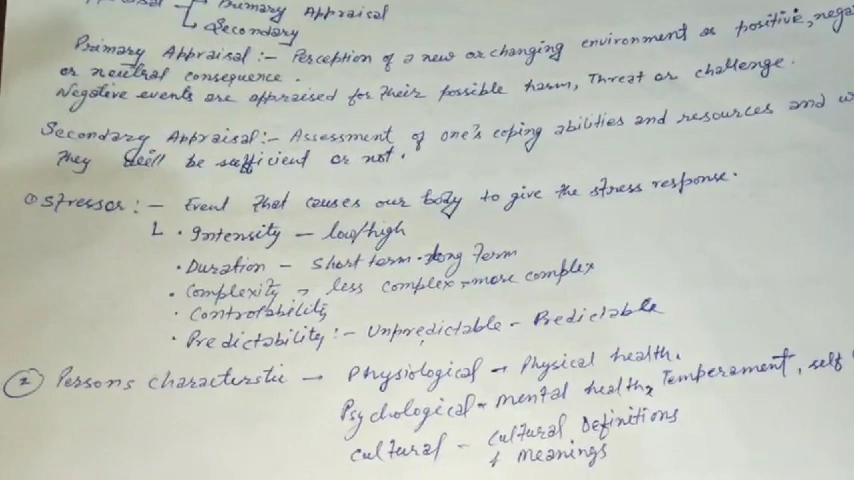 Primary Appraisal
Secondary
Primary Appraisal :- Perception of a new or changing environment as positive,
or neutral consequence.
Negative events are appraised for their possible harm, Threat or challenge.
Secondary Appraisal:- Assessment of one's coping abilities and resources and
They will be sufficient or not.
① Stressor :- Event That causes our body to give the stress response.
• Intensity - low/high
• Duration - Short term - long Term
• Complexity → less complex - more complex
• Controlability
• Predictability :- Unpredictable - Predictable
② Persons characterstic → Physiological → Physical health.
Psychological - mental health, Temperament, self
Cultural - Cultural Definitions
+ meanings